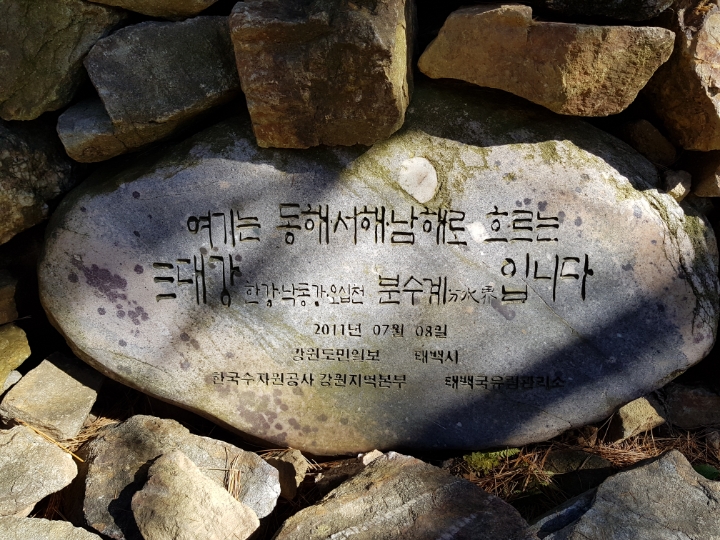 여기는 동해·서해·남해로 흐르는
三대강 한강·낙동강·오십천 분수계分水界입니다
2011년 07월 08일
강원도민일보 태백시
한국수자원공사 강원지역본부 태백국유림관리소